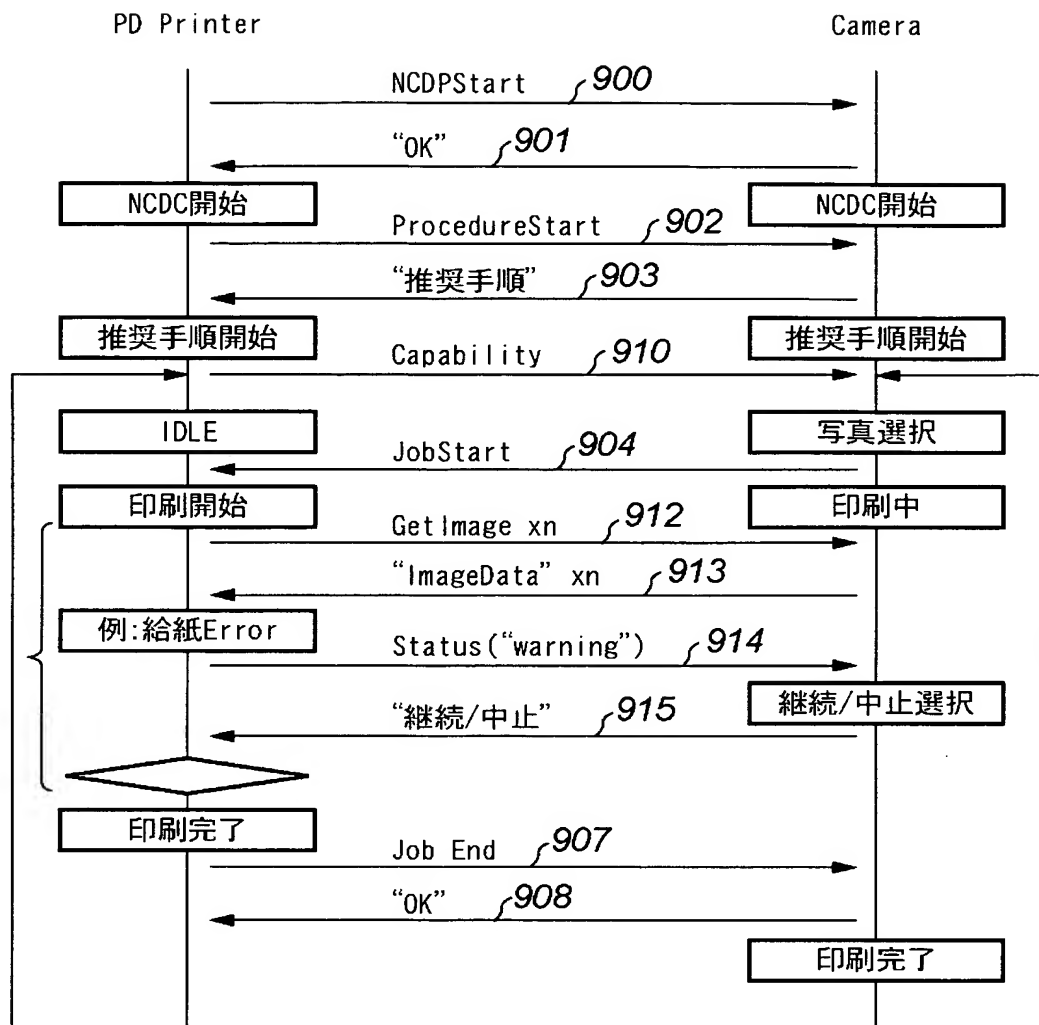 PD Printer
Camera
NCDPStart 900
“OK” 901
NCDC開始
NCDC開始
ProcedureStart 902
“推奨手順” 903
推奨手順開始
推奨手順開始
Capability 910
IDLE
写真選択
JobStart 904
印刷開始
印刷中
GetImage xn 912
“ImageData” xn 913
例:給紙Error
Status(“warning”) 914
継続/中止選択
“継続/中止” 915
印刷完了
Job End 907
“OK” 908
印刷完了